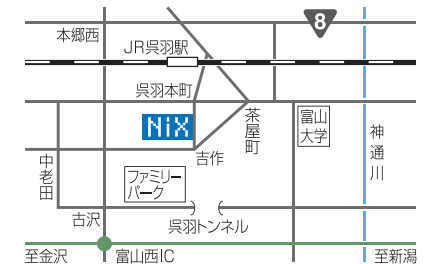 8
本郷西
JR呉羽駅
呉羽本町
NiX
茶屋町
富山
大学
神通川
吉作
中老田
ファミリー
パーク
古沢
呉羽トンネル
至金沢
富山西IC
至新潟